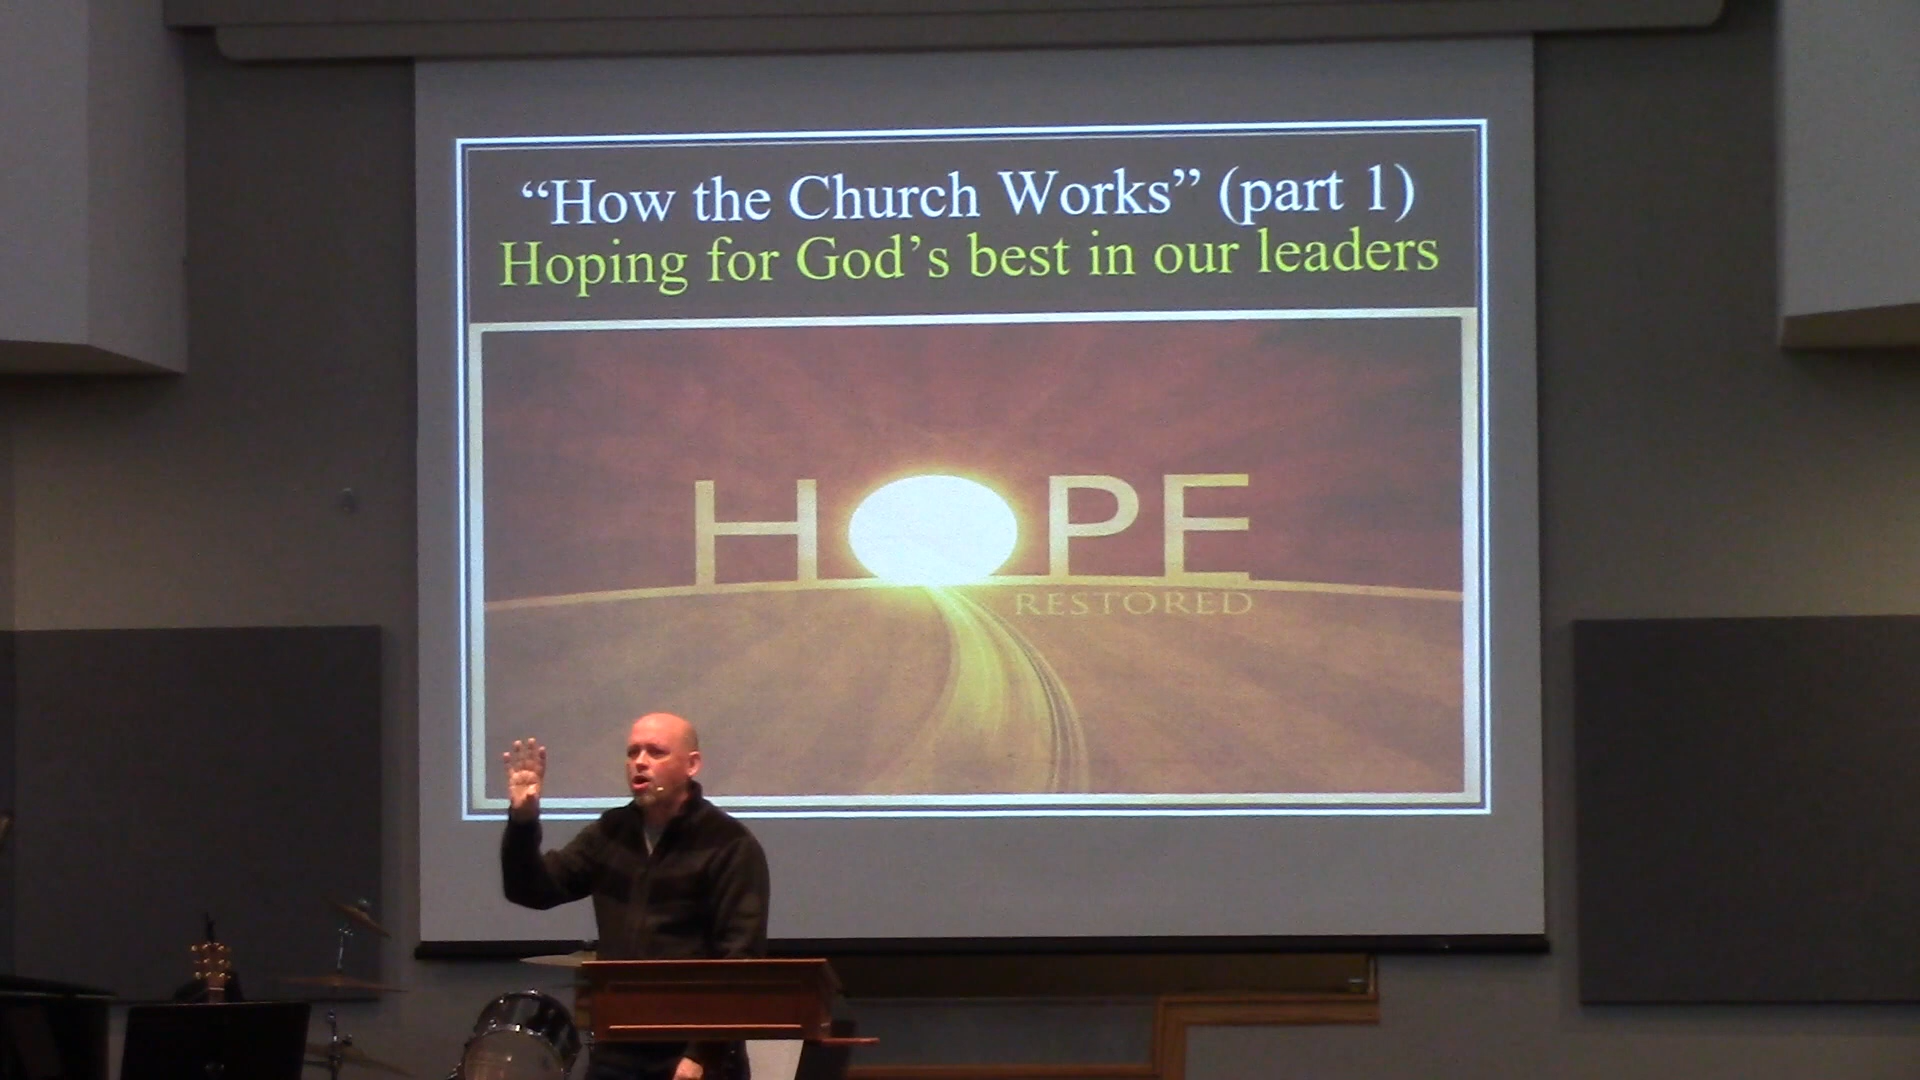 “How the Church Works” (part 1)
Hoping for God’s best in our leaders
HOPE
RESTORED